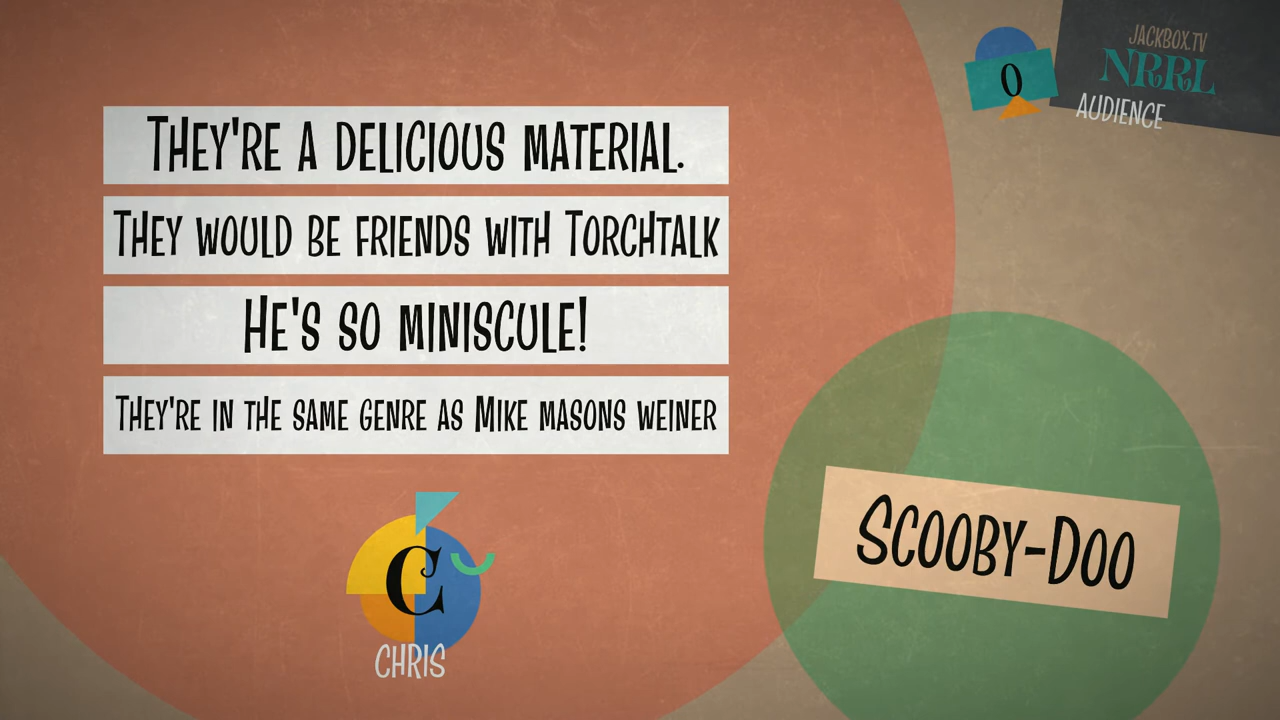 JACKBOX.TV
NRRL
0
AUDIENCE
They're a delicious material.
They would be friends with Torchtalk
He's so miniscule!
They're in the same genre as Mike masons weiner
Scooby-Doo
C
CHRIS